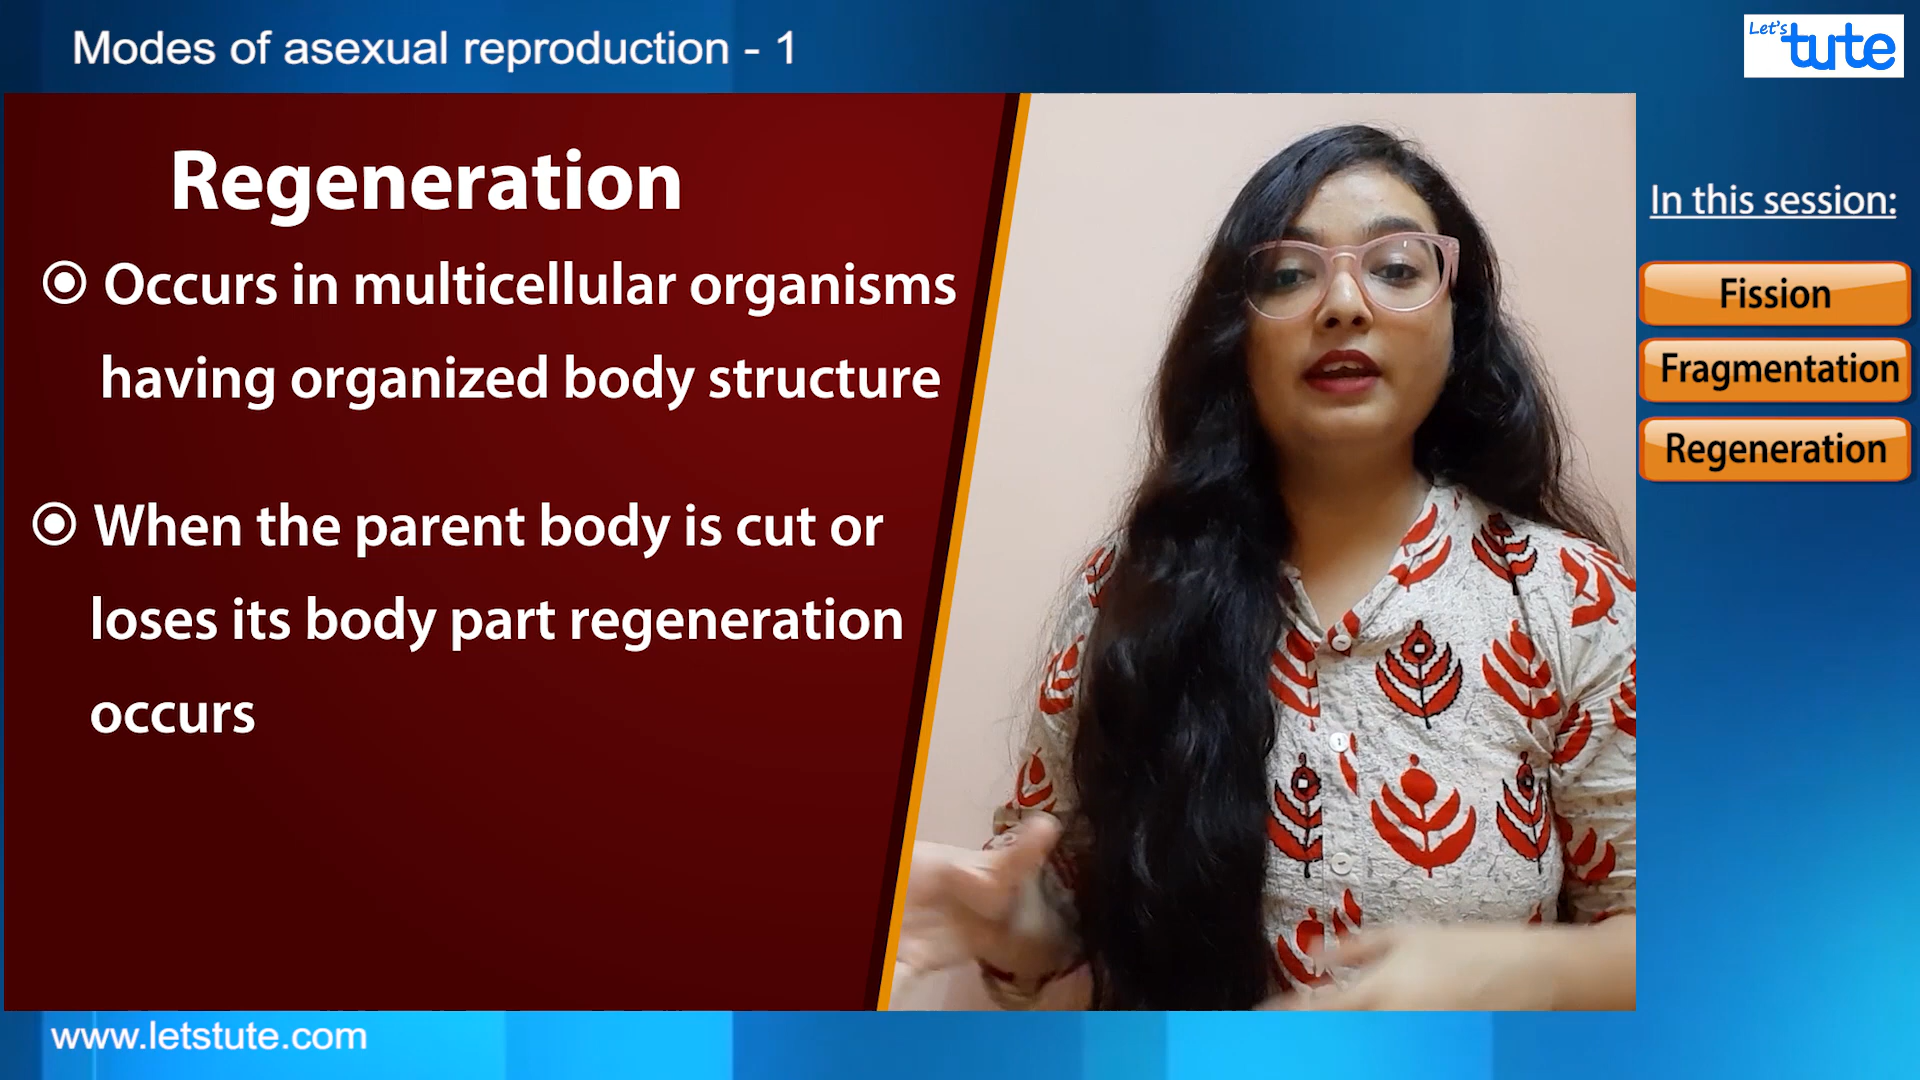 Modes of asexual reproduction - 1
Let's
tute
Regeneration
Occurs in multicellular organisms
having organized body structure
When the parent body is cut or
loses its body part regeneration
occurs
In this session:
Fission
Fragmentation
Regeneration
www.letstute.com